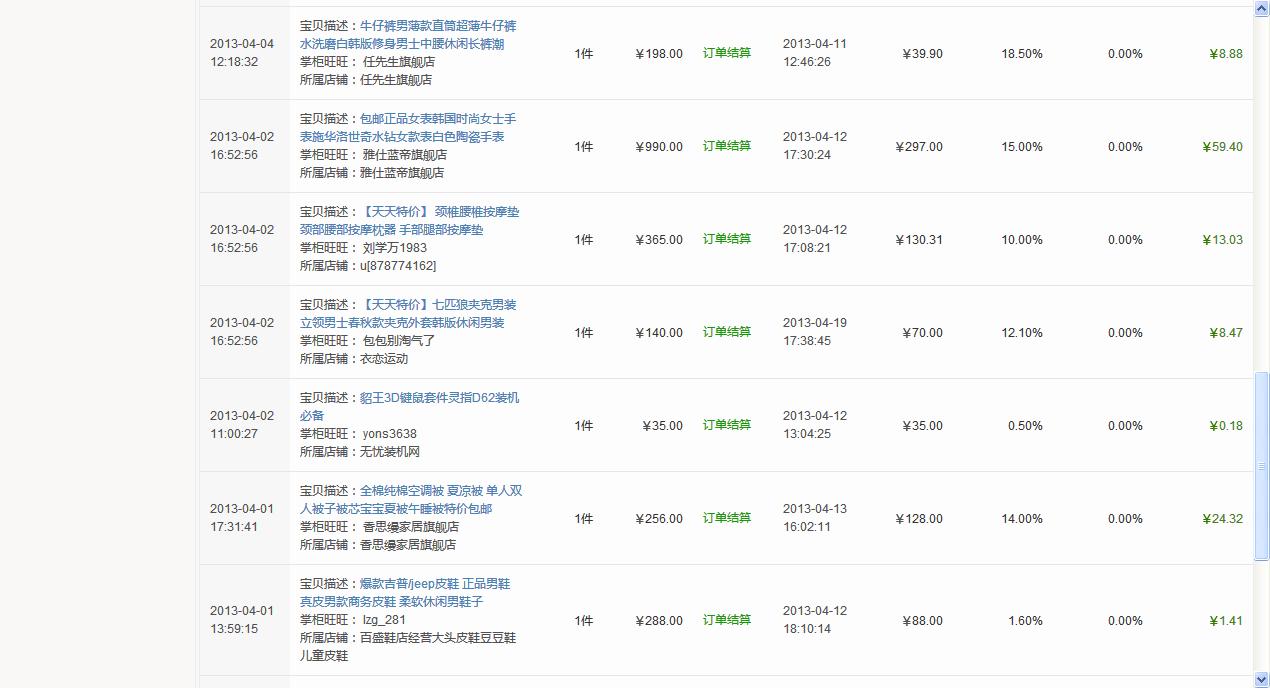 宝贝描述：牛仔裤男薄款直筒超薄牛仔裤
水洗磨白韩版修身男士中腰休闲长裤潮
掌柜旺旺： 任先生旗舰店
所属店铺：任先生旗舰店
2013-04-04
12:18:32
1件
￥198.00
订单结算
2013-04-11
12:46:26
￥39.90
18.50%
0.00%
￥8.88
宝贝描述：包邮正品女表韩国时尚女士手
表施华洛世奇水钻女款表白色陶瓷手表
掌柜旺旺： 雅仕蓝帝旗舰店
所属店铺：雅仕蓝帝旗舰店
2013-04-02
16:52:56
1件
￥990.00
订单结算
2013-04-12
17:30:24
￥297.00
15.00%
0.00%
￥59.40
宝贝描述：【天天特价】 颈椎腰椎按摩垫
颈部腰部按摩枕器 手部腿部按摩垫
掌柜旺旺： 刘学万1983
所属店铺：u[878774162]
2013-04-02
16:52:56
1件
￥365.00
订单结算
2013-04-12
17:08:21
￥130.31
10.00%
0.00%
￥13.03
宝贝描述：【天天特价】七匹狼夹克男装
立领男士春秋款夹克外套韩版休闲男装
掌柜旺旺： 包包别淘气了
所属店铺：衣恋运动
2013-04-02
16:52:56
1件
￥140.00
订单结算
2013-04-19
17:38:45
￥70.00
12.10%
0.00%
￥8.47
宝贝描述：貂王3D键鼠套件灵指D62装机
必备
掌柜旺旺： yons3638
所属店铺：无忧装机网
2013-04-02
11:00:27
1件
￥35.00
订单结算
2013-04-12
13:04:25
￥35.00
0.50%
0.00%
￥0.18
宝贝描述：全棉纯棉空调被 夏凉被 单人双
人被子被芯宝宝夏被午睡被特价包邮
掌柜旺旺： 香思缦家居旗舰店
所属店铺：香思缦家居旗舰店
2013-04-01
17:31:41
1件
￥256.00
订单结算
2013-04-13
16:02:11
￥128.00
14.00%
0.00%
￥24.32
宝贝描述：爆款吉普/jeep皮鞋 正品男鞋
真皮男款商务皮鞋 柔软休闲男鞋子
掌柜旺旺： lzg_281
所属店铺：百盛鞋店经营大头皮鞋豆豆鞋
儿童皮鞋
2013-04-01
13:59:15
1件
￥288.00
订单结算
2013-04-12
18:10:14
￥88.00
1.60%
0.00%
￥1.41